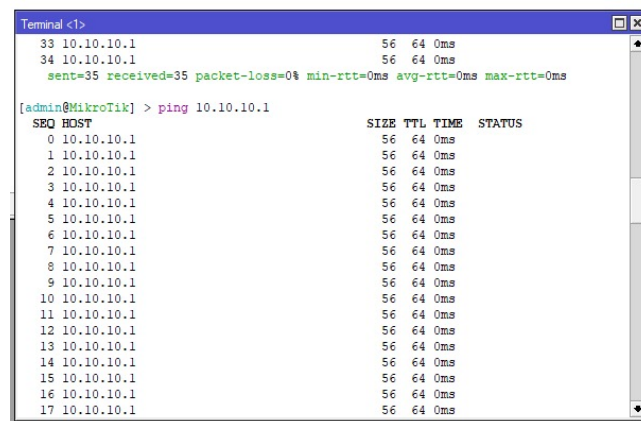 Terminal <1>
33 10.10.10.1 56 64 0ms
34 10.10.10.1 56 64 0ms
sent=35 received=35 packet-loss=0% min-rtt=0ms avg-rtt=0ms max-rtt=0ms
[admin@MikroTik] > ping 10.10.10.1
SEQ HOST SIZE TTL TIME STATUS
0 10.10.10.1 56 64 0ms
1 10.10.10.1 56 64 0ms
2 10.10.10.1 56 64 0ms
3 10.10.10.1 56 64 0ms
4 10.10.10.1 56 64 0ms
5 10.10.10.1 56 64 0ms
6 10.10.10.1 56 64 0ms
7 10.10.10.1 56 64 0ms
8 10.10.10.1 56 64 0ms
9 10.10.10.1 56 64 0ms
10 10.10.10.1 56 64 0ms
11 10.10.10.1 56 64 0ms
12 10.10.10.1 56 64 0ms
13 10.10.10.1 56 64 0ms
14 10.10.10.1 56 64 0ms
15 10.10.10.1 56 64 0ms
16 10.10.10.1 56 64 0ms
17 10.10.10.1 56 64 0ms